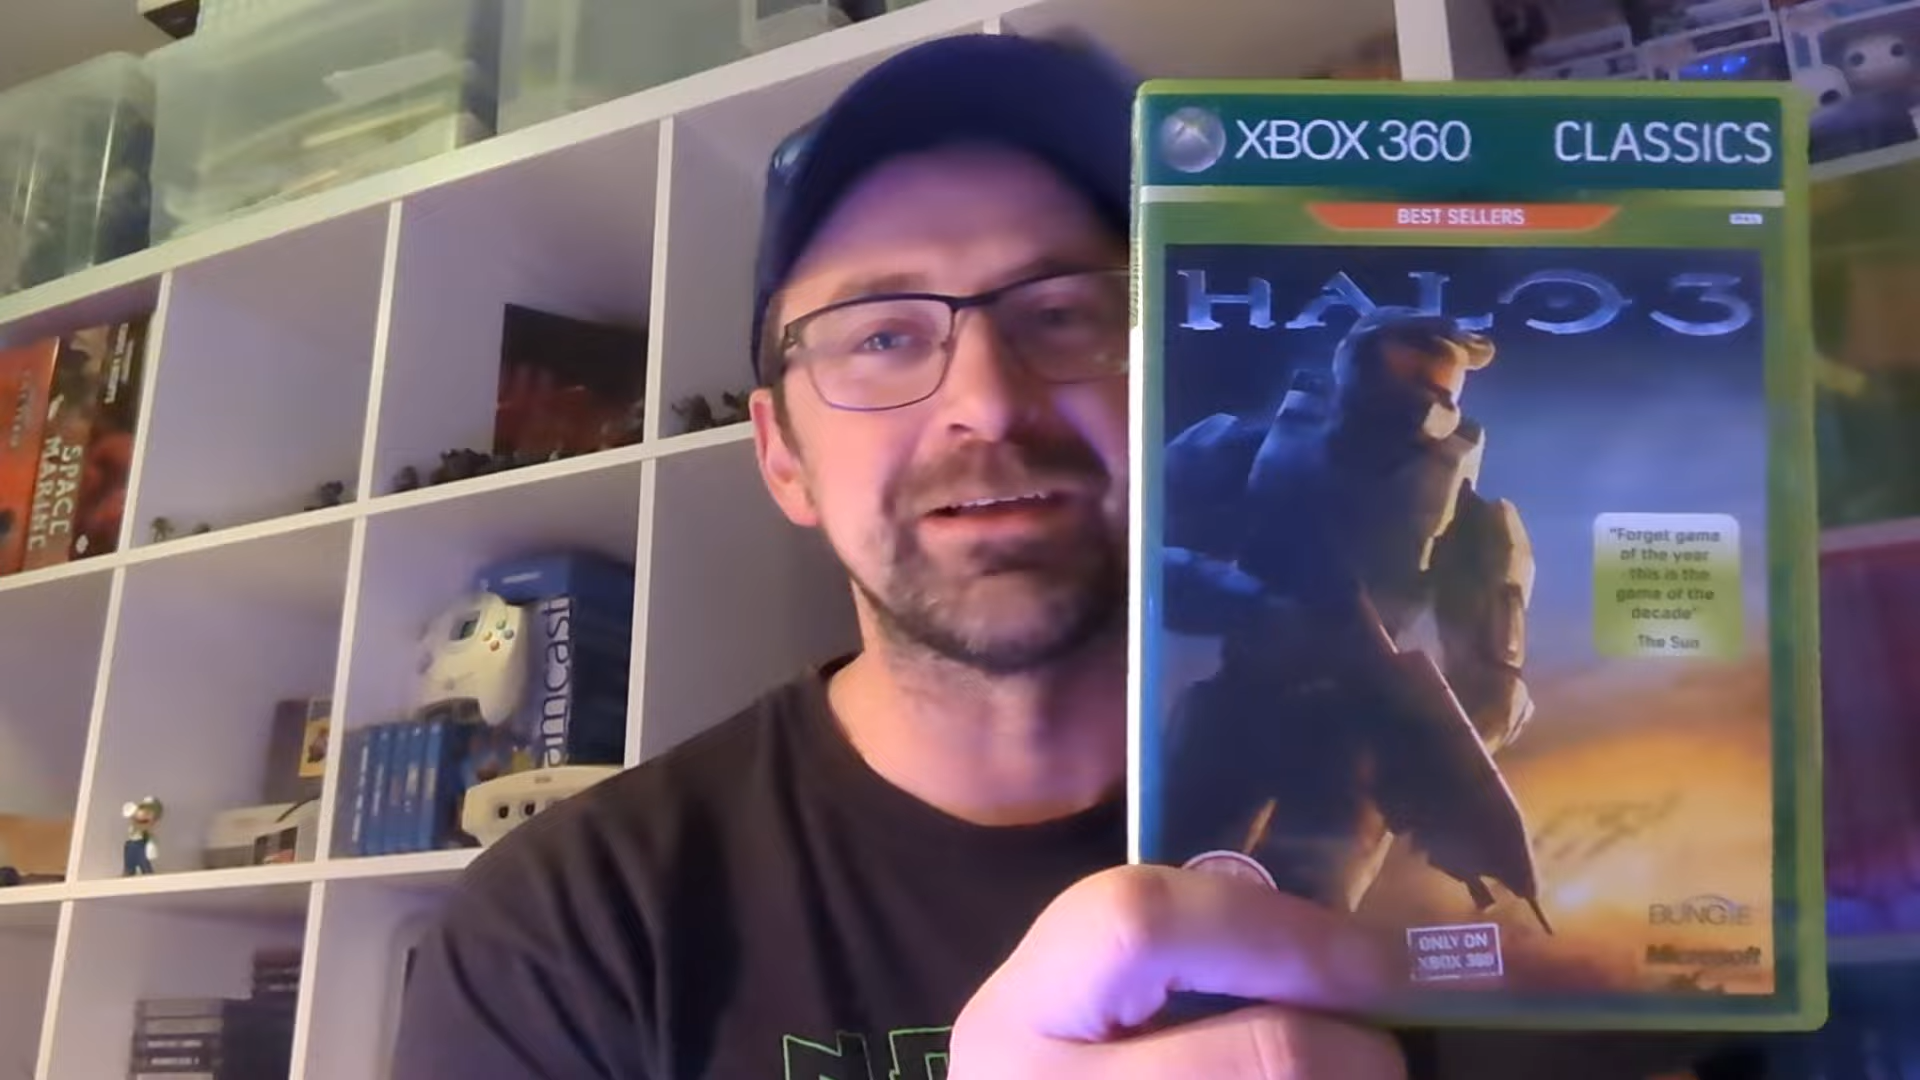 XBOX 360 CLASSICS
BEST SELLERS
PAL
HALO 3
"Forget game
of the year
- this is the
game of the
decade"
The Sun
BUNGIE
Microsoft
ONLY ON
XBOX 360
SPACE
MARINE